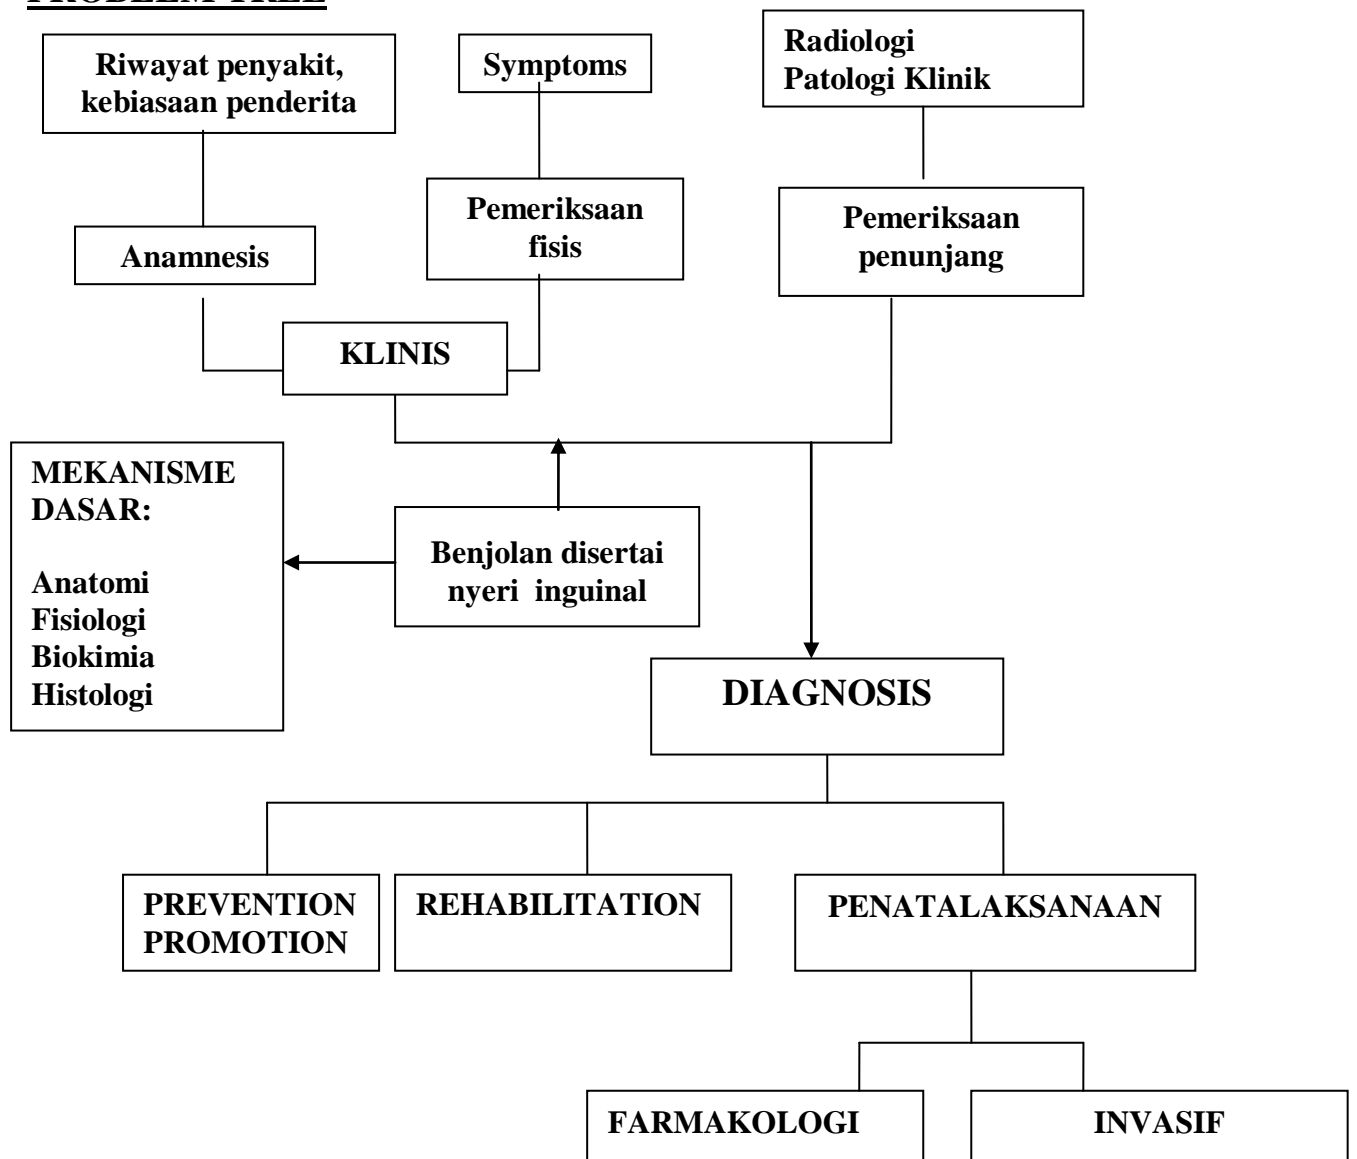 PROBLEM TREE
Riwayat penyakit,
kebiasaan penderita
Symptoms
Radiologi
Patologi Klinik
Anamnesis
Pemeriksaan
fisis
Pemeriksaan
penunjang
KLINIS
MEKANISME
DASAR:
Anatomi
Fisiologi
Biokimia
Histologi
Benjolan disertai
nyeri inguinal
DIAGNOSIS
PREVENTION
PROMOTION
REHABILITATION
PENATALAKSANAAN
FARMAKOLOGI
INVASIF